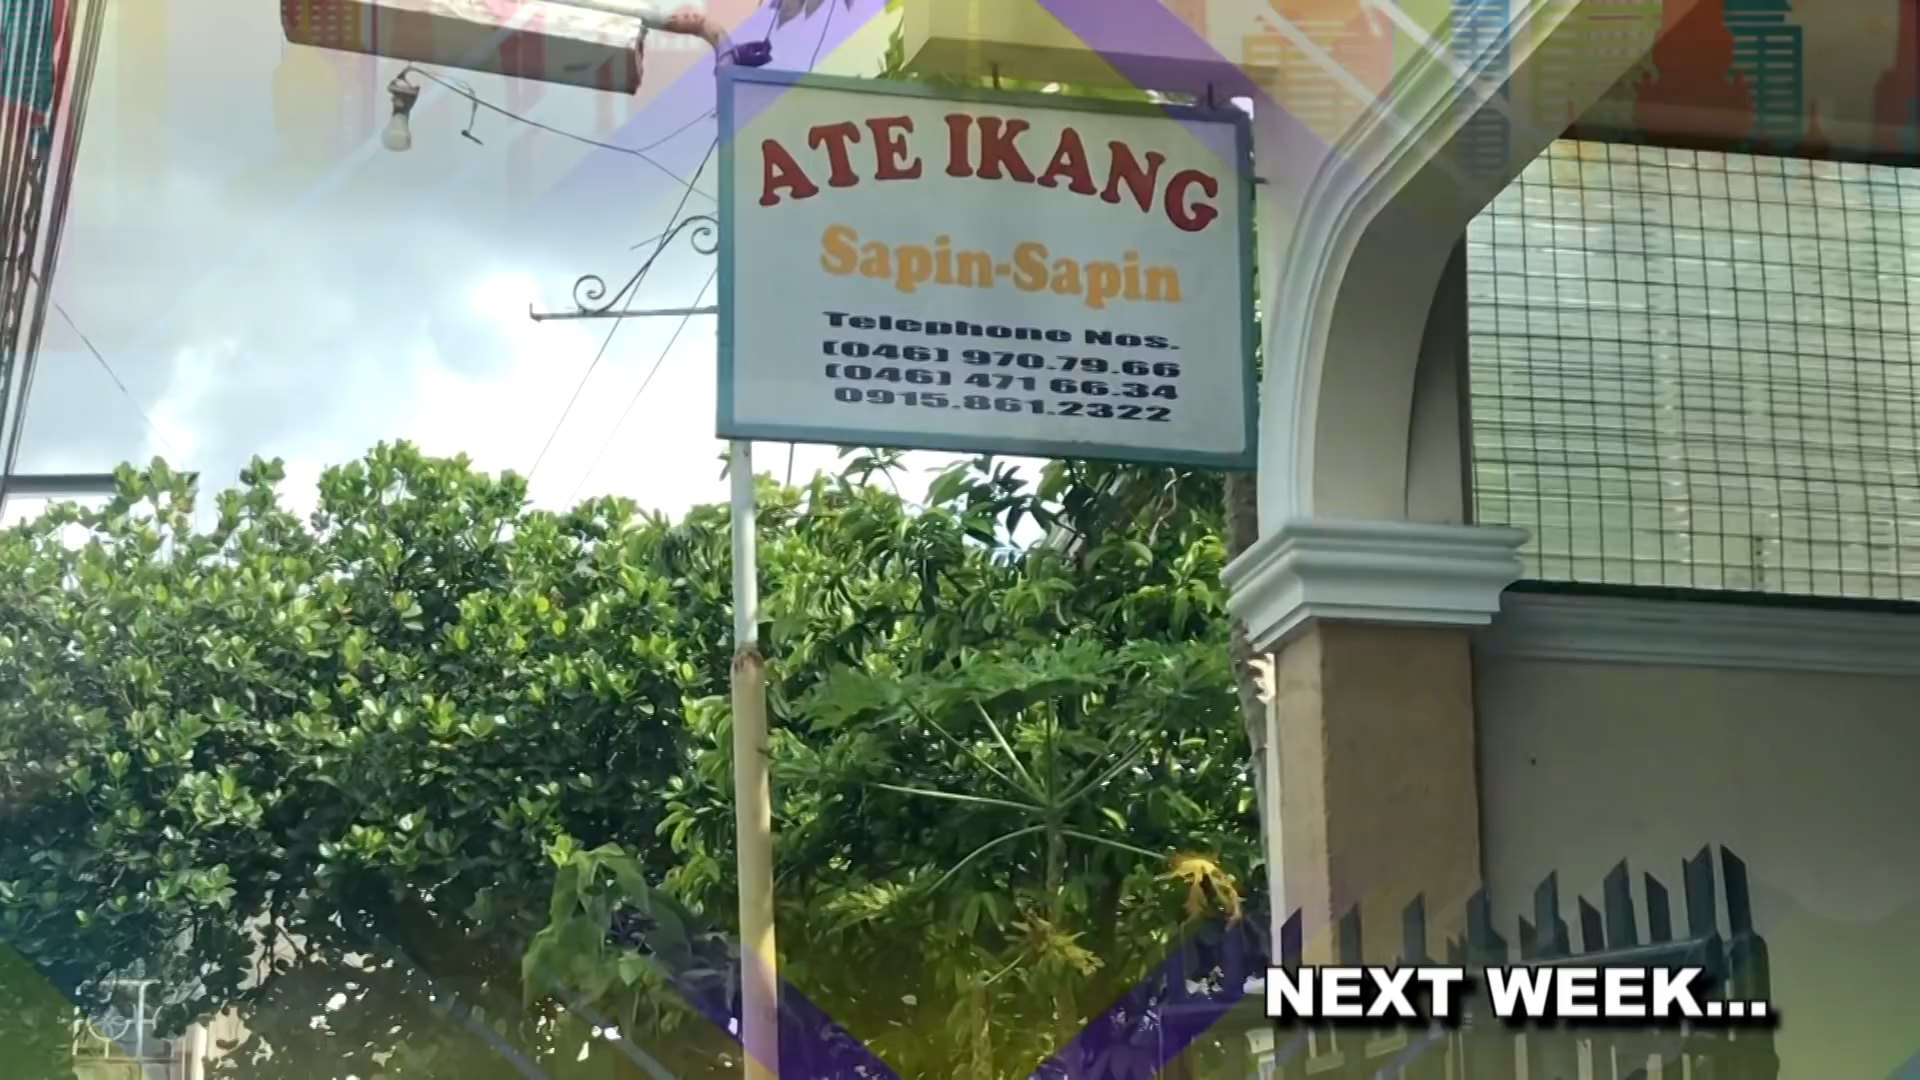 ATE IKANG
Sapin-Sapin
Telephone Nos.
(046) 970.79.66
(046) 471 66.34
0915.861.2322
NEXT WEEK...